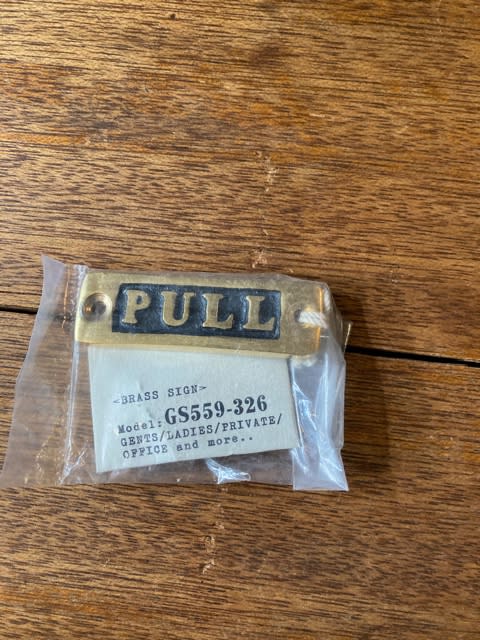 PULL
<BRASS SIGN>
Model: GS559-326
GENTS/LADIES/PRIVATE/
OFFICE and more..